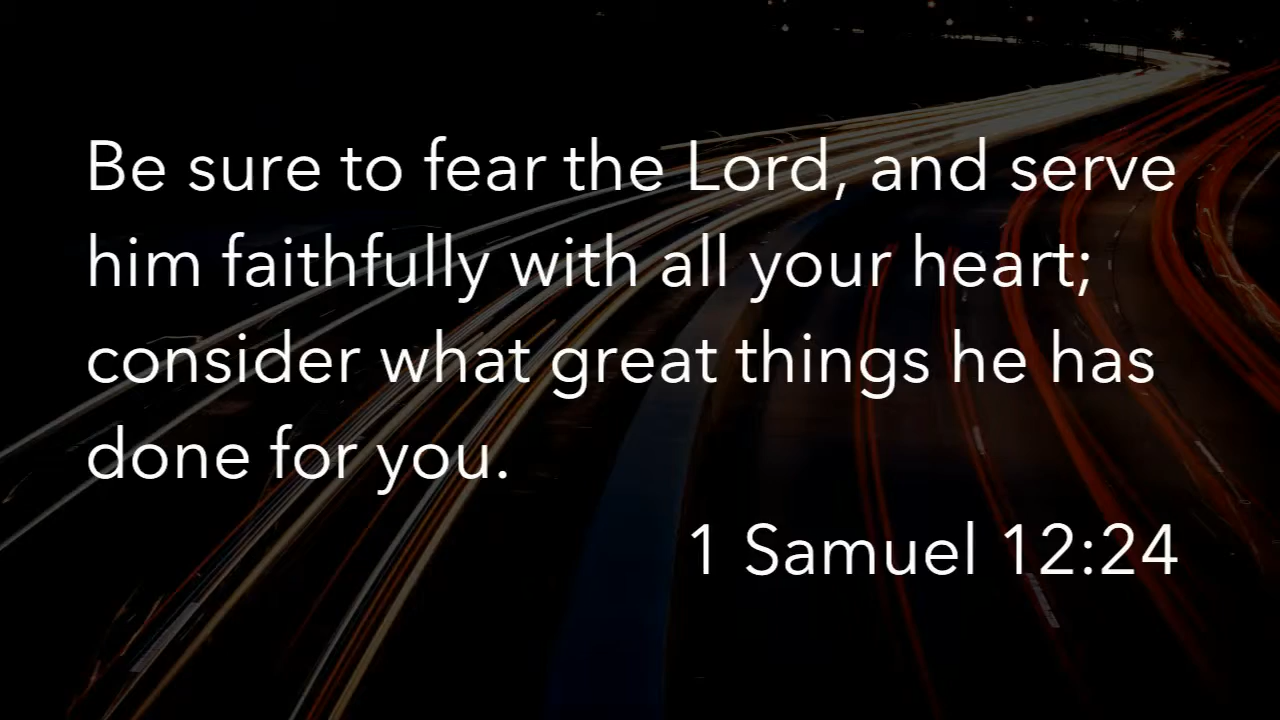 Be sure to fear the Lord, and serve
him faithfully with all your heart;
consider what great things he has
done for you.
1 Samuel 12:24